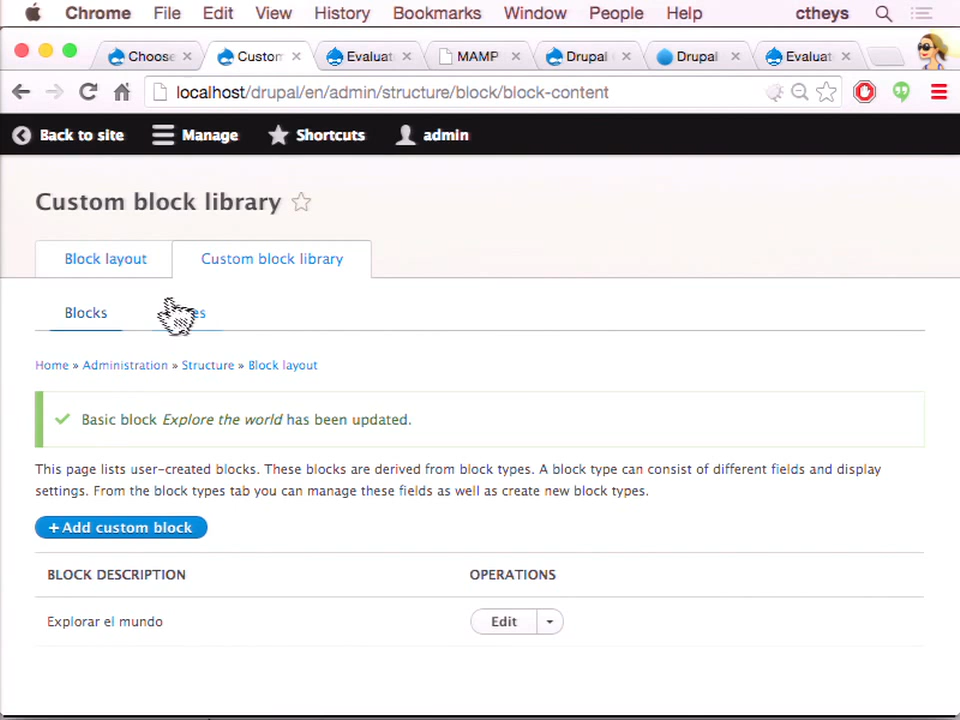 Chrome File Edit View History Bookmarks Window People Help ctheys
Choose Custom Evaluat MAMP Drupal Drupal Evaluat
localhost/drupal/en/admin/structure/block/block-content
Back to site Manage Shortcuts admin
Custom block library
Block layout Custom block library
Blocks
Home » Administration » Structure » Block layout
Basic block Explore the world has been updated.
This page lists user-created blocks. These blocks are derived from block types. A block type can consist of different fields and display
settings. From the block types tab you can manage these fields as well as create new block types.
+ Add custom block
BLOCK DESCRIPTION OPERATIONS
Explorar el mundo Edit